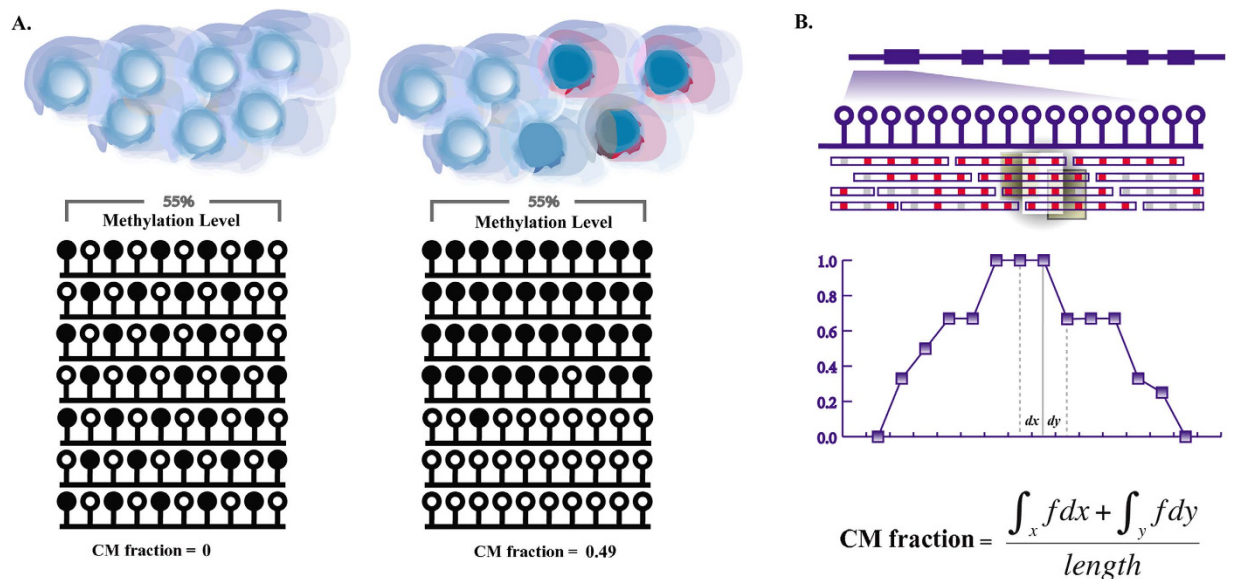 A.
55%
Methylation Level
CM fraction = 0
55%
Methylation Level
CM fraction = 0.49
B.
1.0
0.8
0.6
0.4
0.2
0.0
dx dy
CM fraction = ∫x fdx + ∫y fdy
length